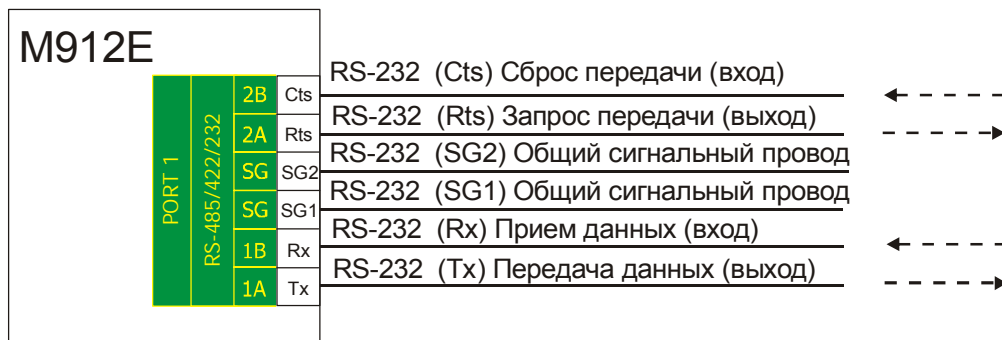 M912E
PORT 1
RS-485/422/232
2B Cts RS-232 (Cts) Сброс передачи (вход)
2A Rts RS-232 (Rts) Запрос передачи (выход)
SG SG2 RS-232 (SG2) Общий сигнальный провод
SG SG1 RS-232 (SG1) Общий сигнальный провод
1B Rx RS-232 (Rx) Прием данных (вход)
1A Tx RS-232 (Tx) Передача данных (выход)